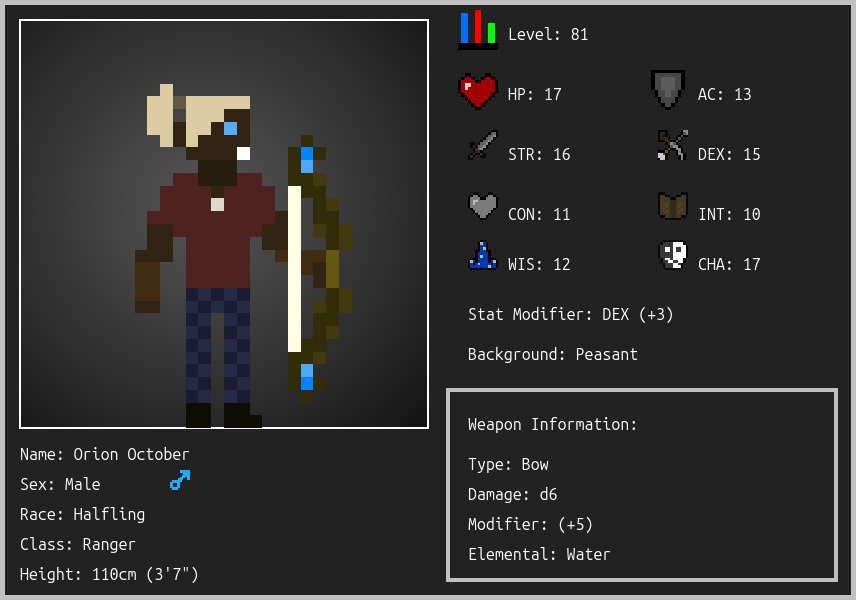 Level: 81
HP: 17
AC: 13
STR: 16
DEX: 15
CON: 11
INT: 10
WIS: 12
CHA: 17
Stat Modifier: DEX (+3)
Background: Peasant
Weapon Information:
Type: Bow
Damage: d6
Modifier: (+5)
Elemental: Water
Name: Orion October
Sex: Male
Race: Halfling
Class: Ranger
Height: 110cm (3'7")